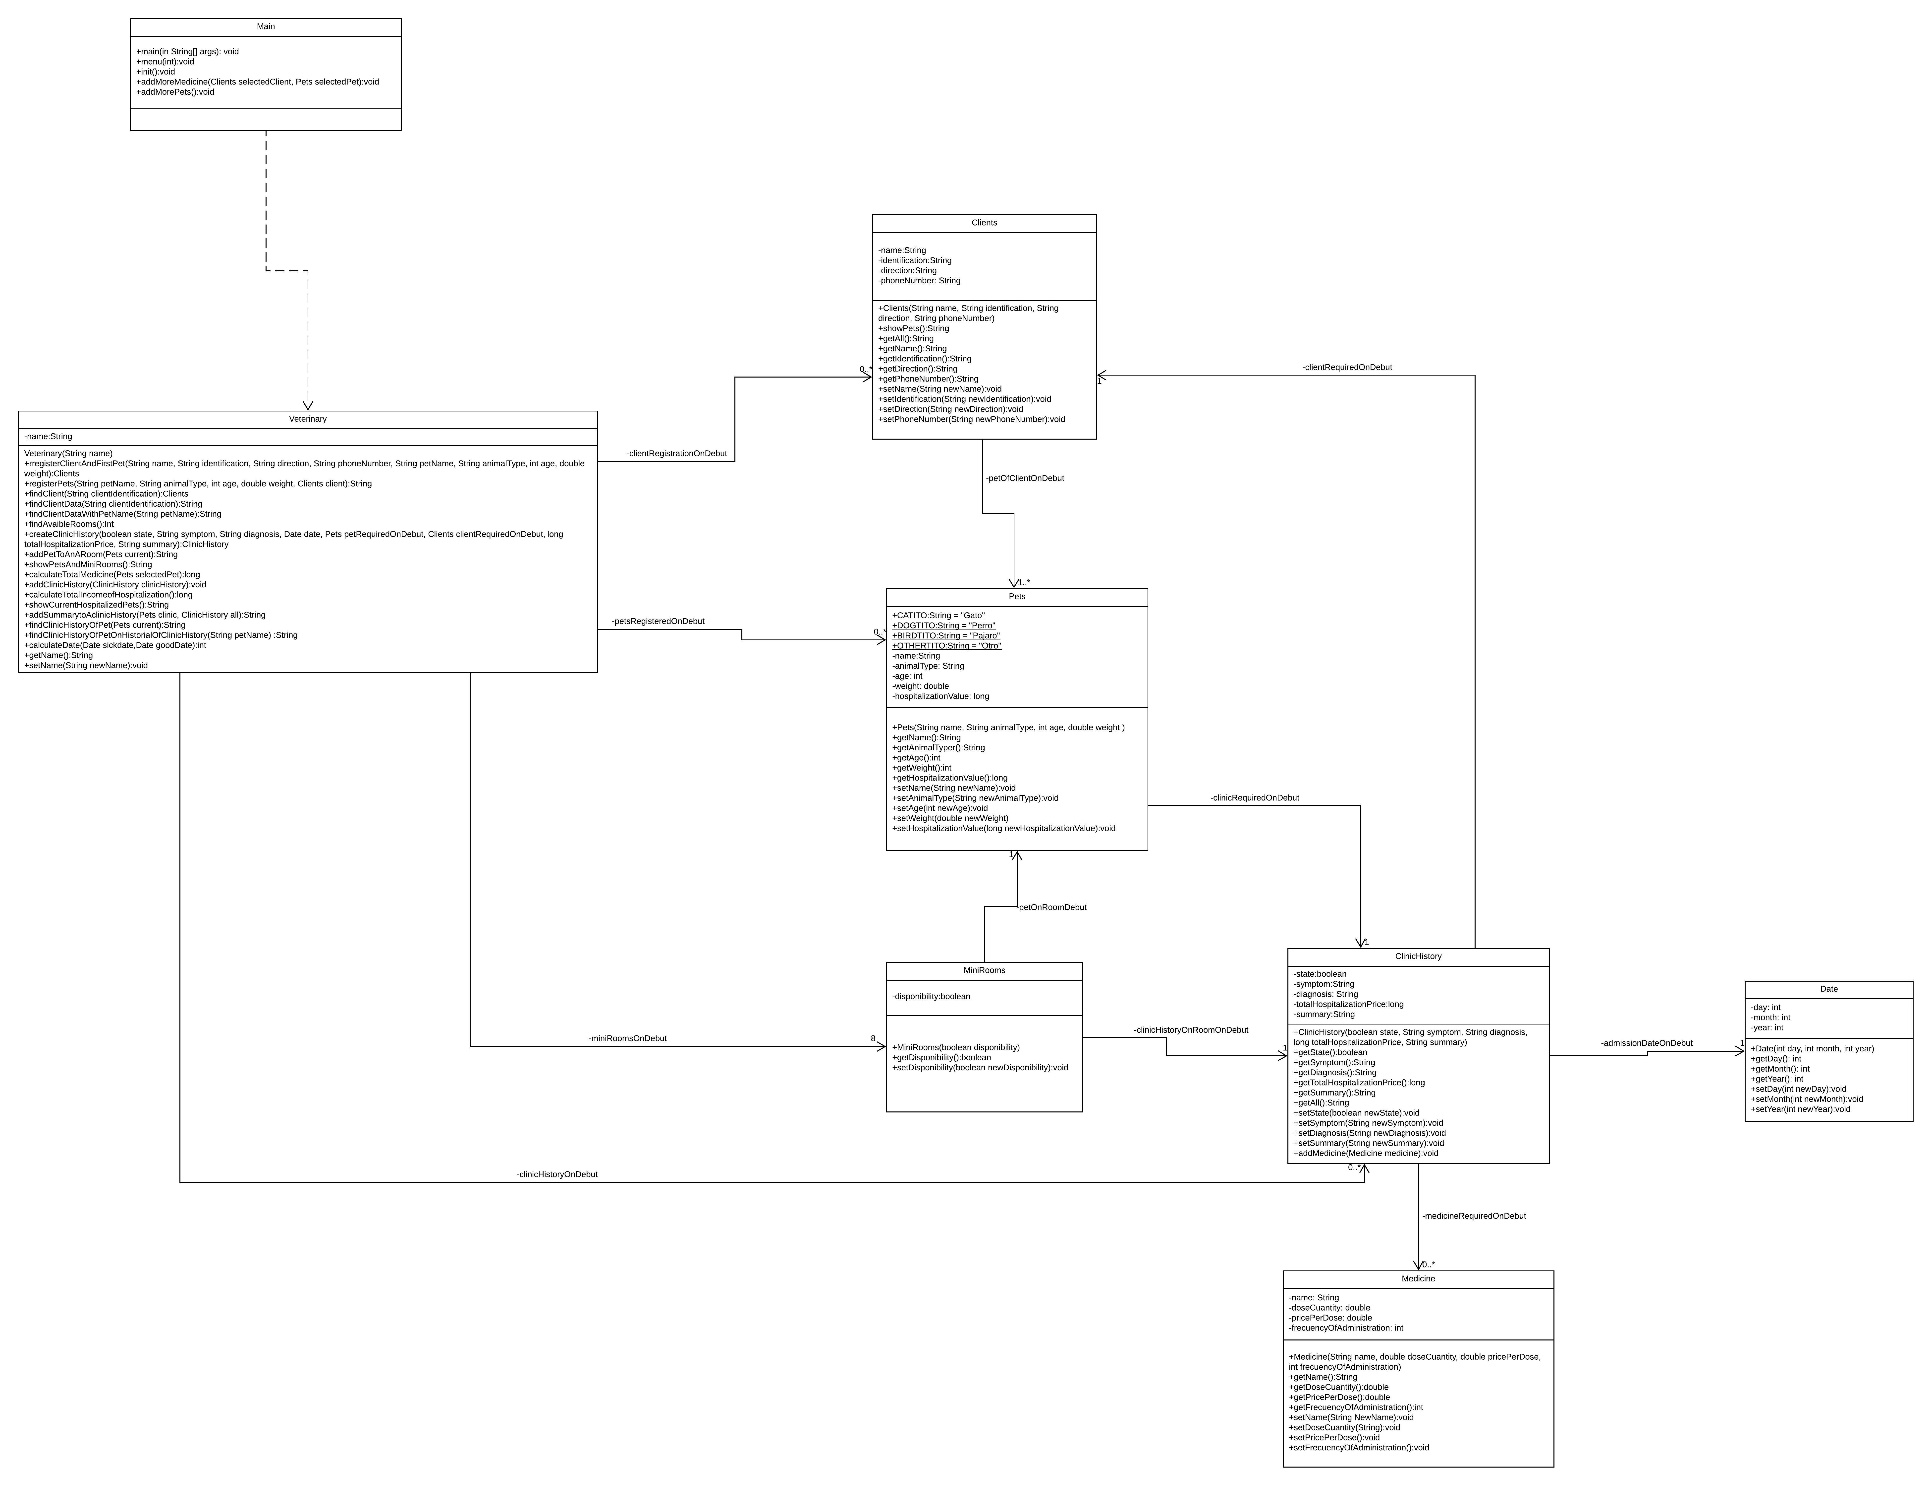 Main
+main(in String[] args): void
+menu(int):void
+init():void
+addMoreMedicine(Clients selectedClient, Pets selectedPet):void
+addMorePets():void
Clients
-name:String
-identification:String
-direction:String
-phoneNumber: String
+Clients(String name, String identification, String
direction, String phoneNumber)
+showPets():String
+getAll():String
+getName():String
+getIdentification():String
+getDirection():String
+getPhoneNumber():String
+setName(String newName):void
+setIdentification(String newIdentification):void
+setDirection(String newDirection):void
+setPhoneNumber(String newPhoneNumber):void
0..*
1
-clientRequiredOnDebut
Veterinary
-name:String
Veterinary(String name)
+rregisterClientAndFirstPet(String name, String identification, String direction, String phoneNumber, String petName, String animalType, int age, double
weight):Clients
+registerPets(String petName, String animalType, int age, double weight, Clients client):String
+findClient(String clientIdentification):Clients
+findClientData(String clientIdentification):String
+findClientDataWithPetName(String petName):String
+findAvaibleRooms():int
+createClinicHistory(boolean state, String symptom, String diagnosis, Date date, Pets petRequiredOnDebut, Clients clientRequiredOnDebut, long
totalHospitalizationPrice, String summary):ClinicHistory
+addPetToAnARoom(Pets current):String
+showPetsAndMiniRooms():String
+calculateTotalMedicine(Pets selectedPet):long
+addClinicHistory(ClinicHistory clinicHistory):void
+calculateTotalIncomeofHospitalization():long
+showCurrentHospitalizedPets():String
+addSummarytoAclinicHistory(Pets clinic, ClinicHistory all):String
+findClinicHistoryOfPet(Pets current):String
+findClinicHistoryOfPetOnHistorialOfClinicHistory(String petName) :String
+calculateDate(Date sickdate,Date goodDate):int
+getName():String
+setName(String newName):void
-clientRegistrationOnDebut
-petOfClientOnDebut
-petsRegisteredOnDebut
0..*
1..*
Pets
+CATITO:String = "Gato"
+DOGTITO:String = "Perro"
+BIRDTITO:String = "Pajaro"
+OTHERTITO:String = "Otro"
-name:String
-animalType: String
-age: int
-weight: double
-hospitalizationValue: long
+Pets(String name, String animalType, int age, double weight )
+getName():String
+getAnimalTyper():String
+getAge():int
+getWeight():int
+getHospitalizationValue():long
+setName(String newName):void
+setAnimalType(String newAnimalType):void
+setAge(int newAge):void
+setWeight(double newWeight)
+setHospitalizationValue(long newHospitalizationValue):void
1
-clinicRequiredOnDebut
-petOnRoomDebut
1
MiniRooms
-disponibility:boolean
+MiniRooms(boolean disponibility)
+getDisponibility():boolean
+setDisponibility(boolean newDisponibility):void
-miniRoomsOnDebut
8
-clinicHistoryOnRoomOnDebut
1
ClinicHistory
-state:boolean
-symptom:String
-diagnosis: String
-totalHospitalizationPrice:long
-summary:String
+ClinicHistory(boolean state, String symptom, String diagnosis,
long totalHopsitalizationPrice, String summary)
+getState():boolean
+getSymptom():String
+getDiagnosis():String
+getTotalHospitalizationPrice():long
+getSummary():String
+getAll():String
+setState(boolean newState):void
+setSymptom(String newSymptom):void
+setDiagnosis(String newDiagnosis):void
+setSummary(String newSummary):void
+addMedicine(Medicine medicine):void
-admissionDateOnDebut
1
Date
-day: int
-month: int
-year: int
+Date(int day, int month, int year)
+getDay(): int
+getMonth(): int
+getYear(): int
+setDay(int newDay):void
+setMonth(int newMonth):void
+setYear(int newYear):void
-clinicHistoryOnDebut
0..*
-medicineRequiredOnDebut
0..*
Medicine
-name: String
-doseCuantity: double
-pricePerDose: double
-frecuencyOfAdministration: int
+Medicine(String name, double doseCuantity, double pricePerDose,
int frecuencyOfAdministration)
+getName():String
+getDoseCuantity():double
+getPricePerDose():double
+getFrecuencyOfAdministration():int
+setName(String NewName):void
+setDoseCuantity(String):void
+setPricePerDose():void
+setFrecuencyOfAdministration():void